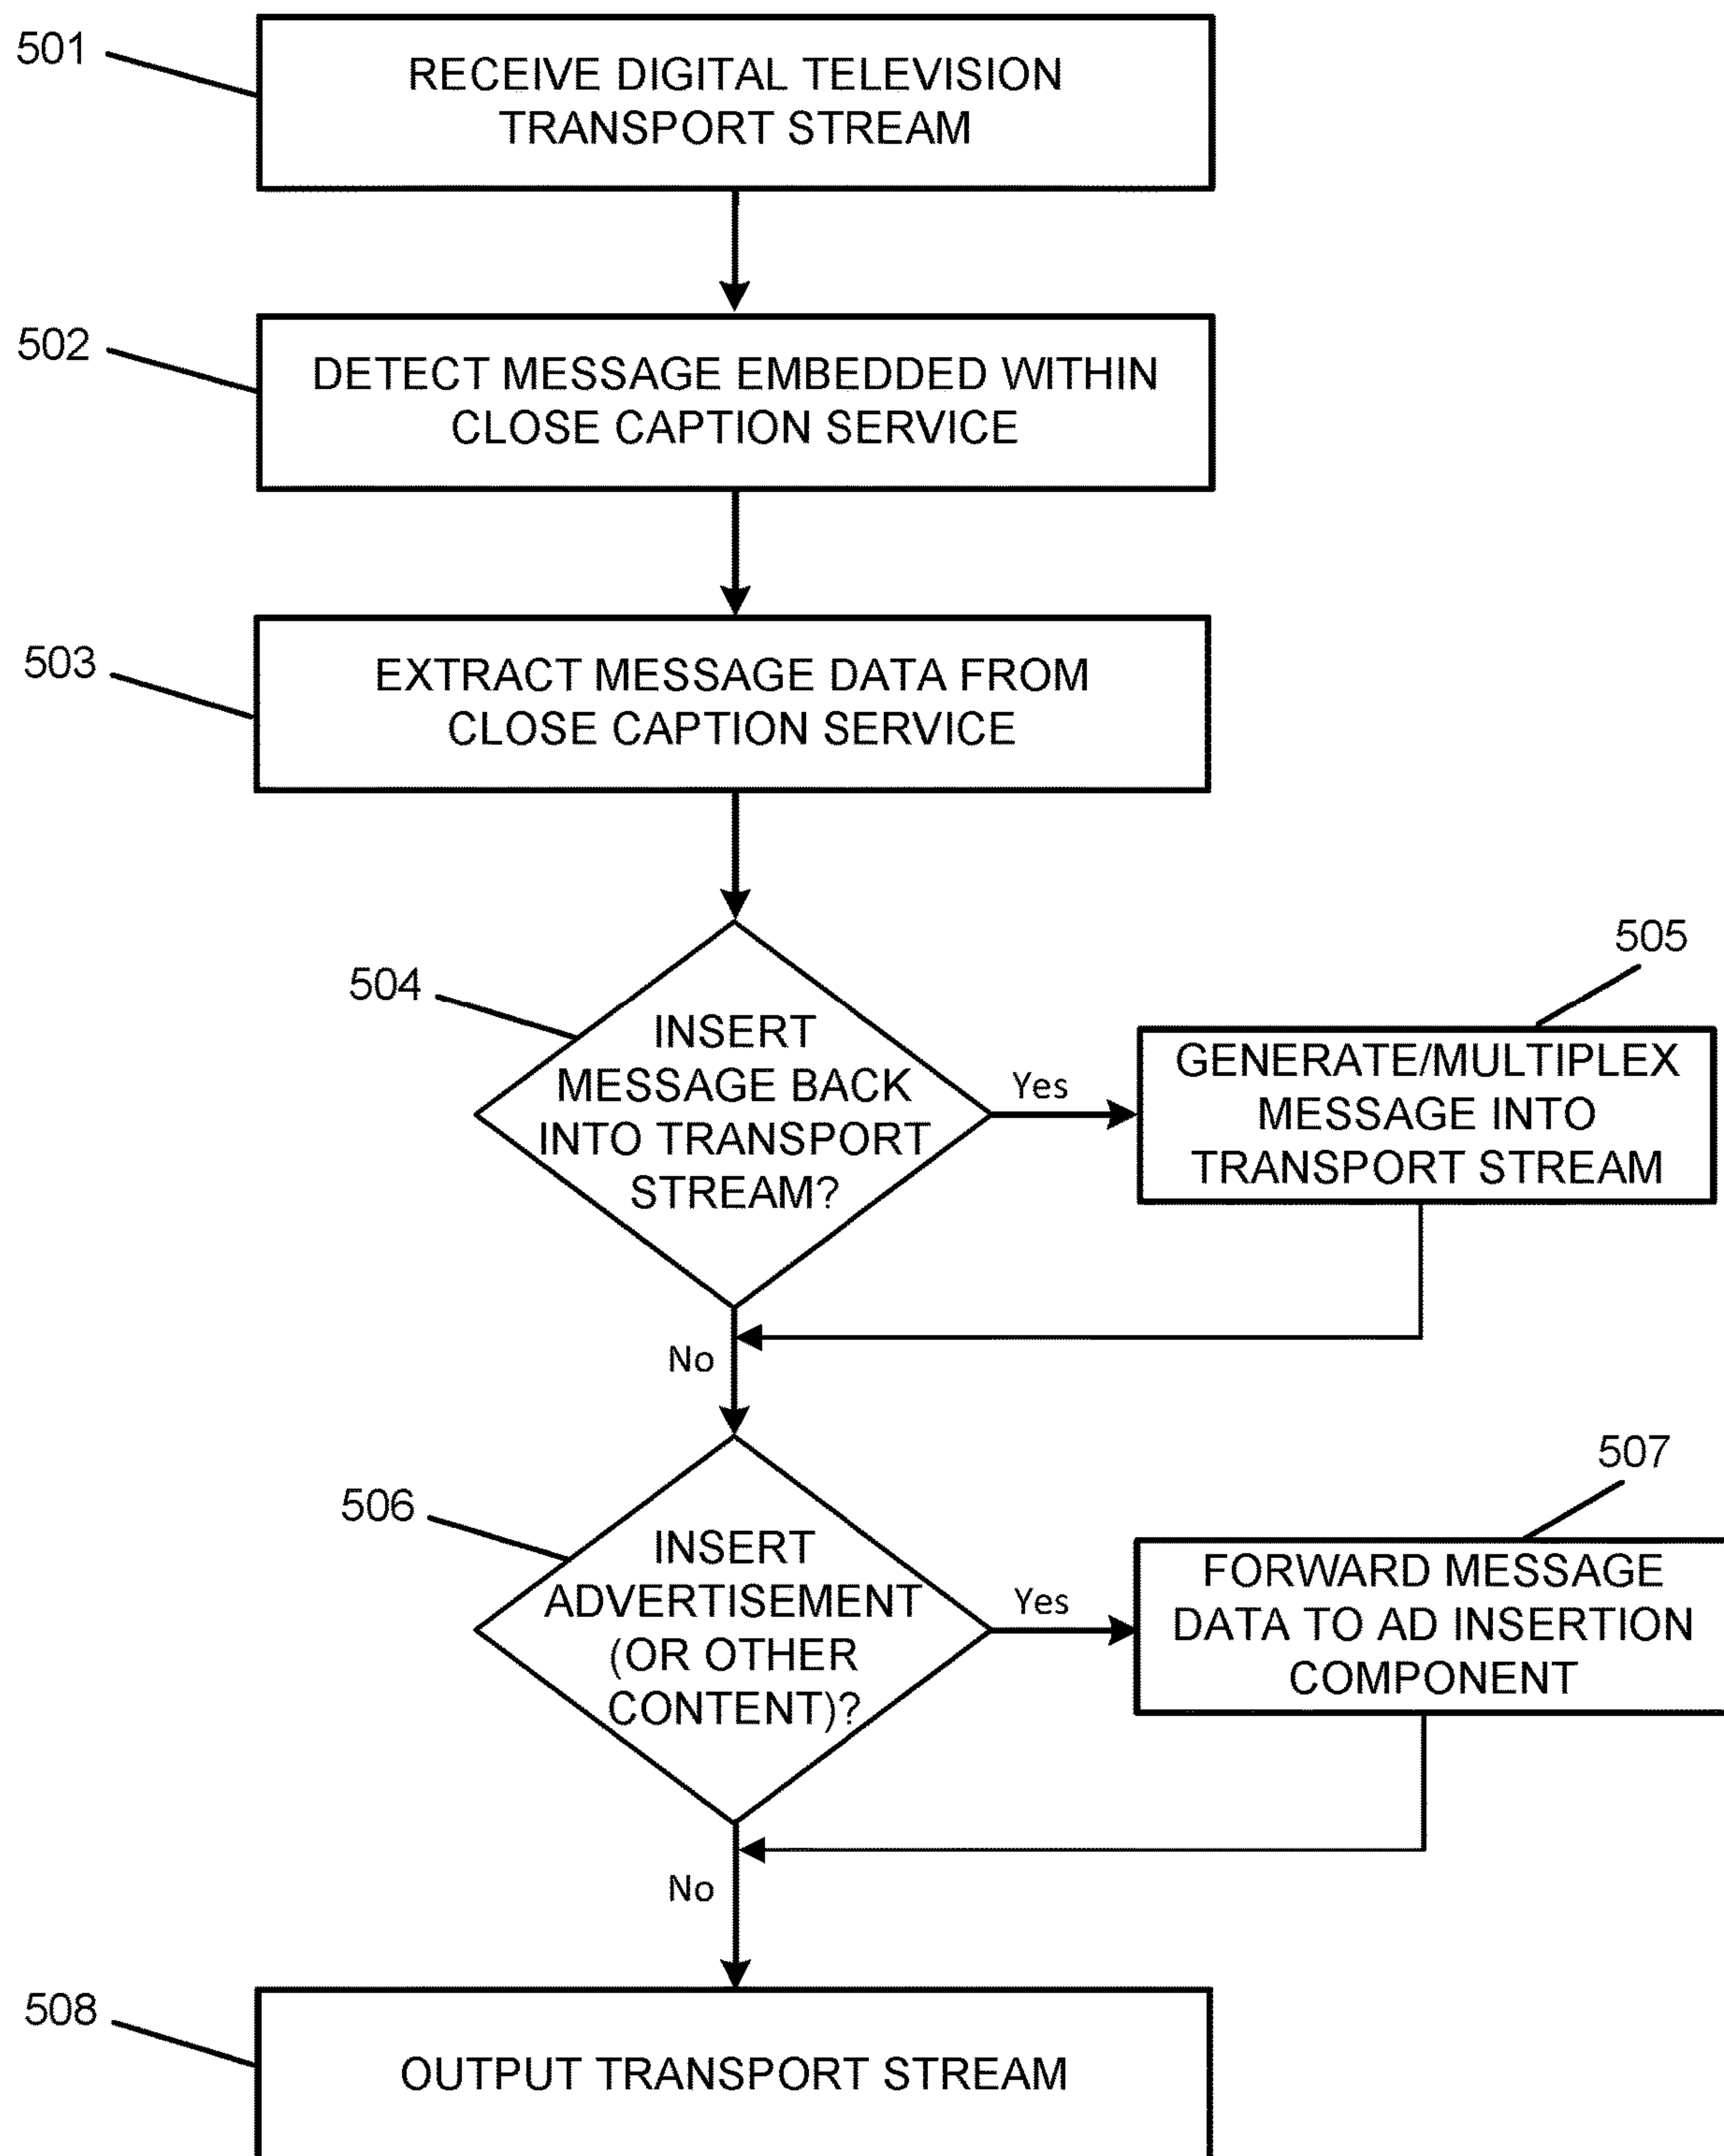 501
RECEIVE DIGITAL TELEVISION
TRANSPORT STREAM
502
DETECT MESSAGE EMBEDDED WITHIN
CLOSE CAPTION SERVICE
503
EXTRACT MESSAGE DATA FROM
CLOSE CAPTION SERVICE
504
INSERT
MESSAGE BACK
INTO TRANSPORT
STREAM?
Yes
505
GENERATE/MULTIPLEX
MESSAGE INTO
TRANSPORT STREAM
No
506
INSERT
ADVERTISEMENT
(OR OTHER
CONTENT)?
Yes
507
FORWARD MESSAGE
DATA TO AD INSERTION
COMPONENT
No
508
OUTPUT TRANSPORT STREAM